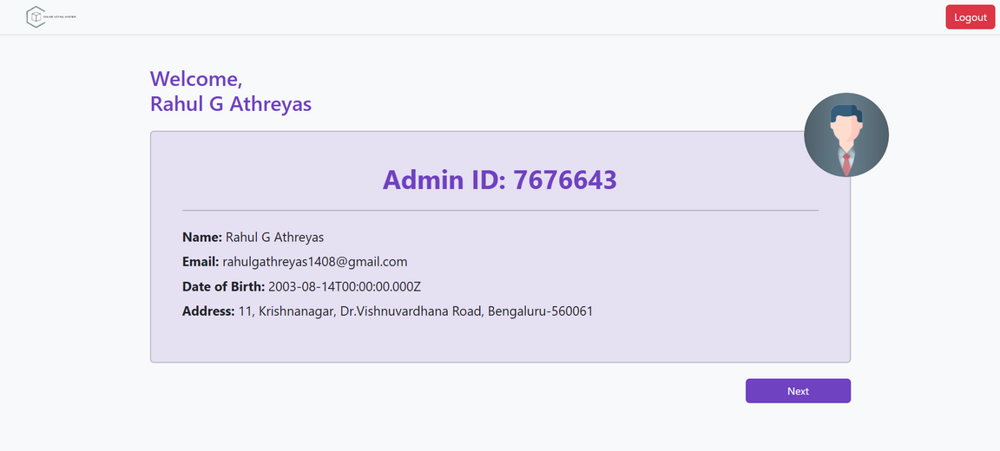 Logout
Welcome,
Rahul G Athreyas
Admin ID: 7676643
Name: Rahul G Athreyas
Email: rahulgathreyas1408@gmail.com
Date of Birth: 2003-08-14T00:00:00.000Z
Address: 11, Krishnanagar, Dr.Vishnuvardhana Road, Bengaluru-560061
Next